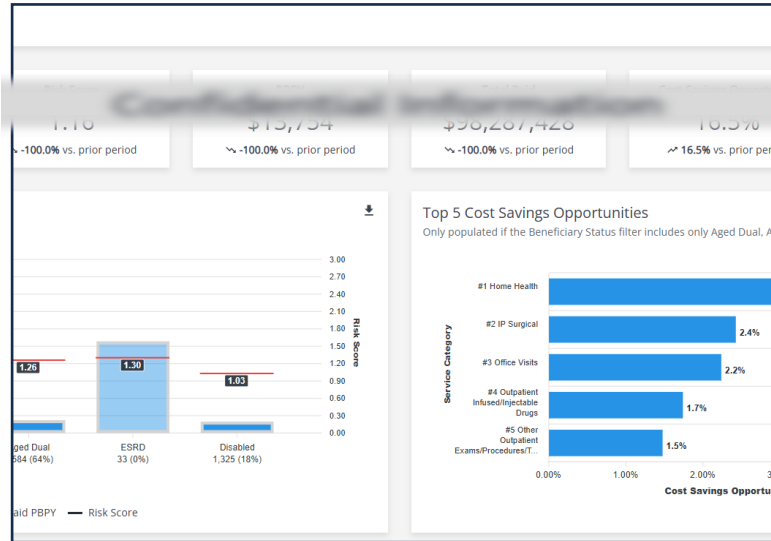 Confidential Information
1.16
$13,754
$98,287,428
16.5%
-100.0% vs. prior period
-100.0% vs. prior period
-100.0% vs. prior period
16.5% vs. prior per
Top 5 Cost Savings Opportunities
Only populated if the Beneficiary Status filter includes only Aged Dual, A
3.00
2.70
2.40
2.10
1.80
1.50
1.20
0.90
0.60
0.30
0.00
Risk Score
1.26
1.30
1.03
ged Dual
584 (64%)
ESRD
33 (0%)
Disabled
1,325 (18%)
aid PBPY
Risk Score
Service Category
#1 Home Health
#2 IP Surgical
2.4%
#3 Office Visits
2.2%
#4 Outpatient
Infused/Injectable
Drugs
1.7%
#5 Other
Outpatient
Exams/Procedures/T...
1.5%
0.00%
1.00%
2.00%
3
Cost Savings Opportu